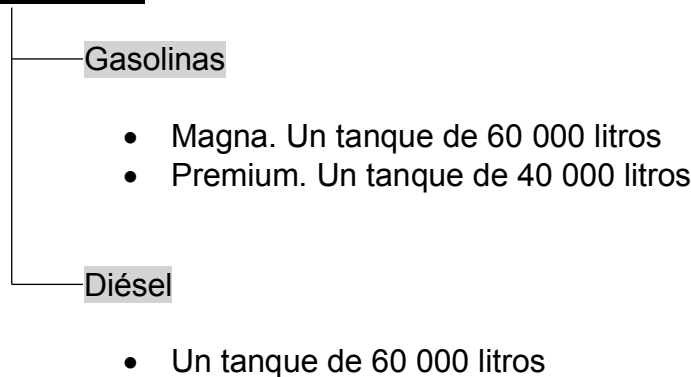 Gasolinas
• Magna. Un tanque de 60 000 litros
• Premium. Un tanque de 40 000 litros
Diésel
• Un tanque de 60 000 litros